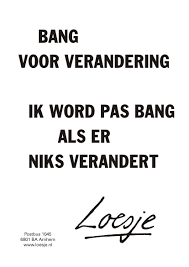 BANG
VOOR VERANDERING
IK WORD PAS BANG
ALS ER
NIKS VERANDERT
Loesje
Postbus 1045
6801 BA Arnhem
www.loesje.nl